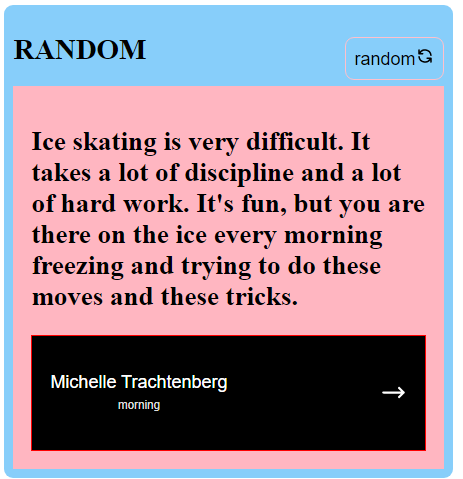 RANDOM
random
Ice skating is very difficult. It
takes a lot of discipline and a lot
of hard work. It's fun, but you are
there on the ice every morning
freezing and trying to do these
moves and these tricks.
Michelle Trachtenberg
morning